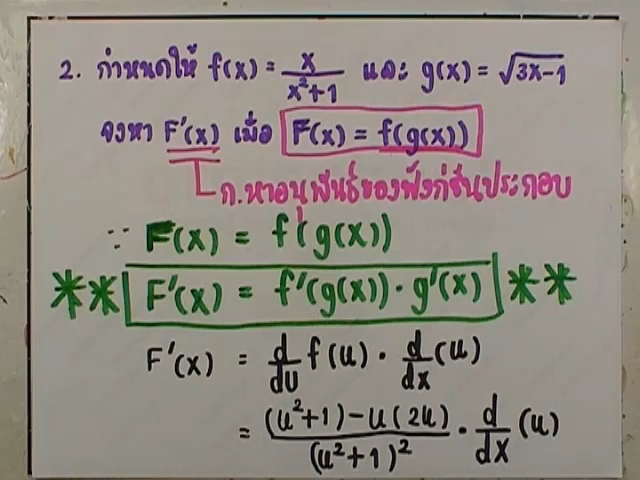 2. กำหนดให้ f(x) = x/(x²+1) และ g(x) = √(3x-1)
จงหา F'(x) เมื่อ F(x) = f(g(x))
ก.หาอนุพันธ์ของฟังก์ชันประกอบ
∵ F(x) = f(g(x))
** F'(x) = f'(g(x))·g'(x) **
F'(x) = d/du f(u) · d/dx (u)
= ((u²+1)-u(2u))/(u²+1)² · d/dx (u)